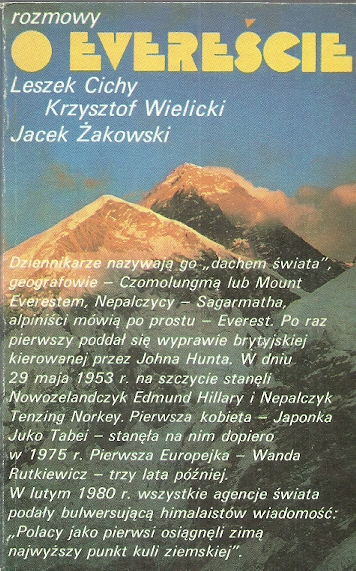 rozmowy
O EVEREŚCIE
Leszek Cichy
Krzysztof Wielicki
Jacek Żakowski
Dziennikarze nazywają go „dachem świata”,
geografowie – Czomolungmą lub Mount
Everestem, Nepalczycy – Sagarmatha,
alpiniści mówią po prostu – Everest. Po raz
pierwszy poddał się wyprawie brytyjskiej
kierowanej przez Johna Hunta. W dniu
29 maja 1953 r. na szczycie stanęli
Nowozelandczyk Edmund Hillary i Nepalczyk
Tenzing Norkey. Pierwsza kobieta – Japonka
Juko Tabei – stanęła na nim dopiero
w 1975 r. Pierwsza Europejka – Wanda
Rutkiewicz – trzy lata później.
W lutym 1980 r. wszystkie agencje świata
podały bulwersującą himalaistów wiadomość:
„Polacy jako pierwsi osiągnęli zimą
najwyższy punkt kuli ziemskiej”.